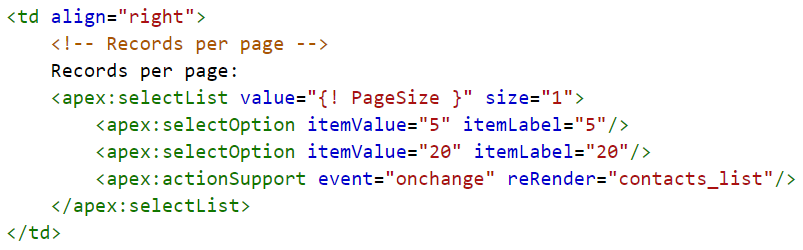 <td align="right">
    <!-- Records per page -->
    Records per page:
    <apex:selectList value="{! PageSize }" size="1">
        <apex:selectOption itemValue="5" itemLabel="5"/>
        <apex:selectOption itemValue="20" itemLabel="20"/>
        <apex:actionSupport event="onchange" reRender="contacts_list"/>
    </apex:selectList>
</td>